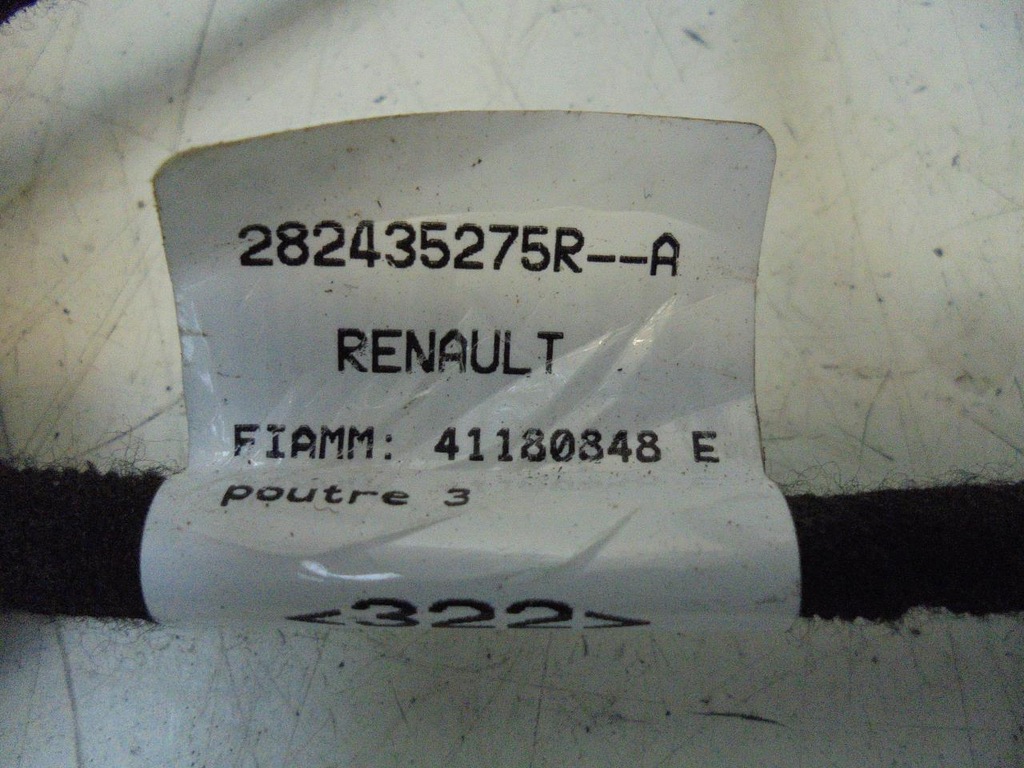 282435275R--A
RENAULT
FIAMM: 41180848 E
poutre 3
<322>